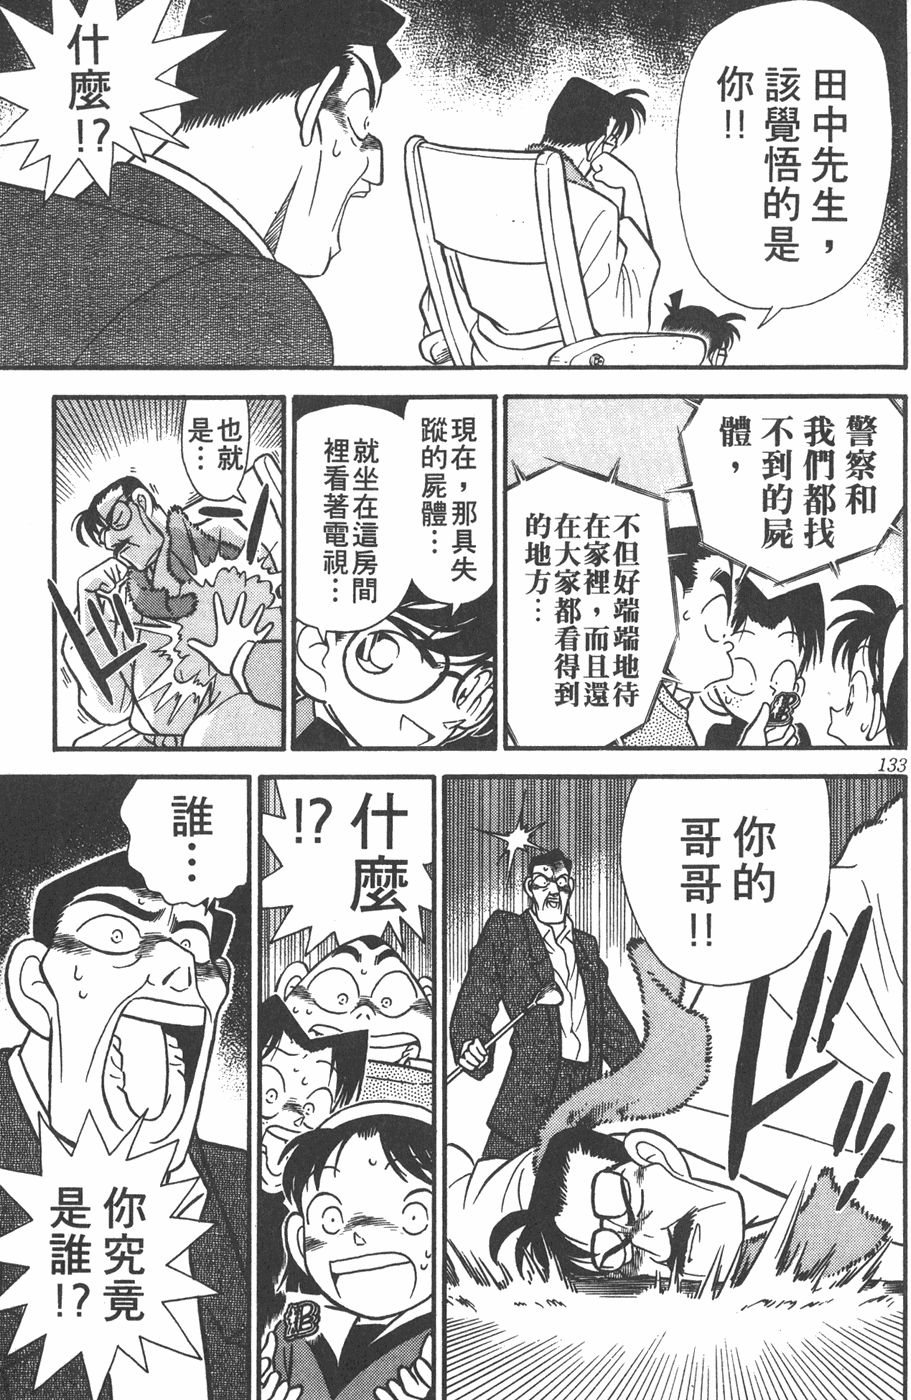 田中先生，
該覺悟的是
你!!
什麼!?
警察和
我們都找
不到的屍
體，
不但好端端地待
在家裡，而且還
在大家都看得到
的地方…
現在，那具失
蹤的屍體…
就坐在這房間
裡看著電視…
也就
是…
133
你的
哥哥!!
什麼
!?
誰…
你究竟
是誰!?